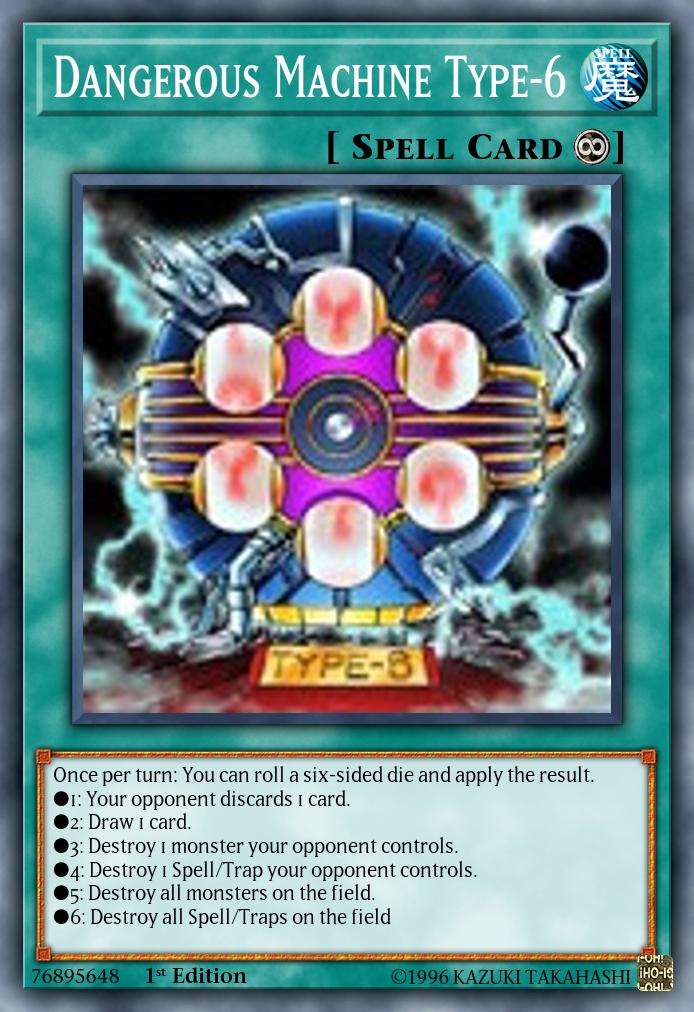 DANGEROUS MACHINE TYPE-6
SPELL
魔
[ SPELL CARD ]
TYPE-6
Once per turn: You can roll a six-sided die and apply the result.
●1: Your opponent discards 1 card.
●2: Draw 1 card.
●3: Destroy 1 monster your opponent controls.
●4: Destroy 1 Spell/Trap your opponent controls.
●5: Destroy all monsters on the field.
●6: Destroy all Spell/Traps on the field
76895648 1st Edition ©1996 KAZUKI TAKAHASHI